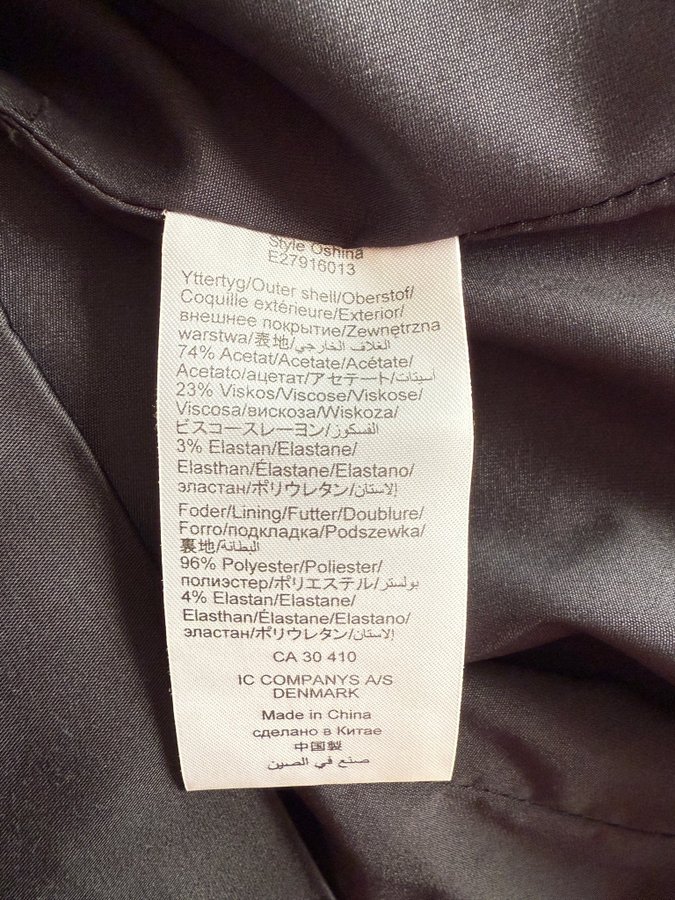 Style Oshina
E27916013
Yttertyg/Outer shell/Oberstof/
Coquille extérieure/Exterior/
внешнее покрытие/Zewnętrzna
warstwa/表地/الغلاف الخارجي/
74% Acetat/Acetate/Acétate/
Acetato/ацетат/アセテート/أسيتات/
23% Viskos/Viscose/Viskose/
Viscosa/вискоза/Wiskoza/
ビスコースレーヨン/الفسكوز/
3% Elastan/Elastane/
Elasthan/Élastane/Elastano/
эластан/ポリウレタン/الاستان/
Foder/Lining/Futter/Doublure/
Forro/подкладка/Podszewka/
裏地/البطانة/
96% Polyester/Poliester/
полиэстер/ポリエステル/بولستر/
4% Elastan/Elastane/
Elasthan/Élastane/Elastano/
эластан/ポリウレタン/الاستان/
CA 30 410
IC COMPANYS A/S
DENMARK
Made in China
сделано в Китае
中国製
صنع في الصين